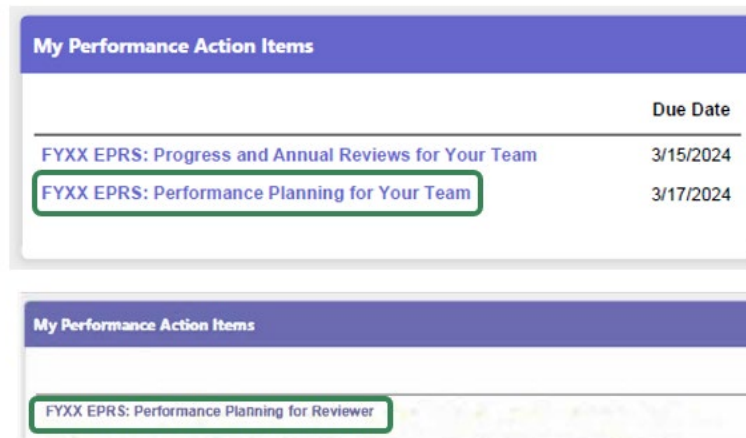 My Performance Action Items
Due Date
FYXX EPRS: Progress and Annual Reviews for Your Team 3/15/2024
FYXX EPRS: Performance Planning for Your Team 3/17/2024
My Performance Action Items
FYXX EPRS: Performance Planning for Reviewer